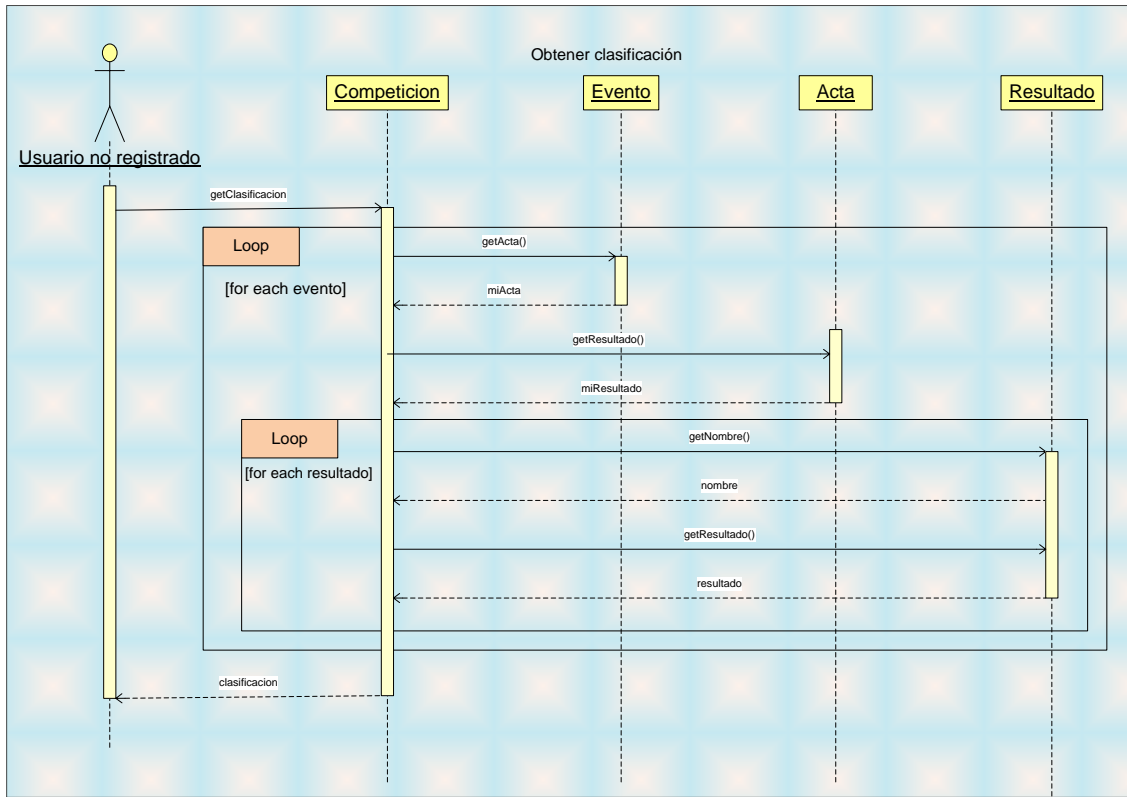 Obtener clasificación
Usuario no registrado
Competicion
Evento
Acta
Resultado
getClasificacion
Loop
[for each evento]
getActa()
miActa
getResultado()
miResultado
Loop
[for each resultado]
getNombre()
nombre
getResultado()
resultado
clasificacion